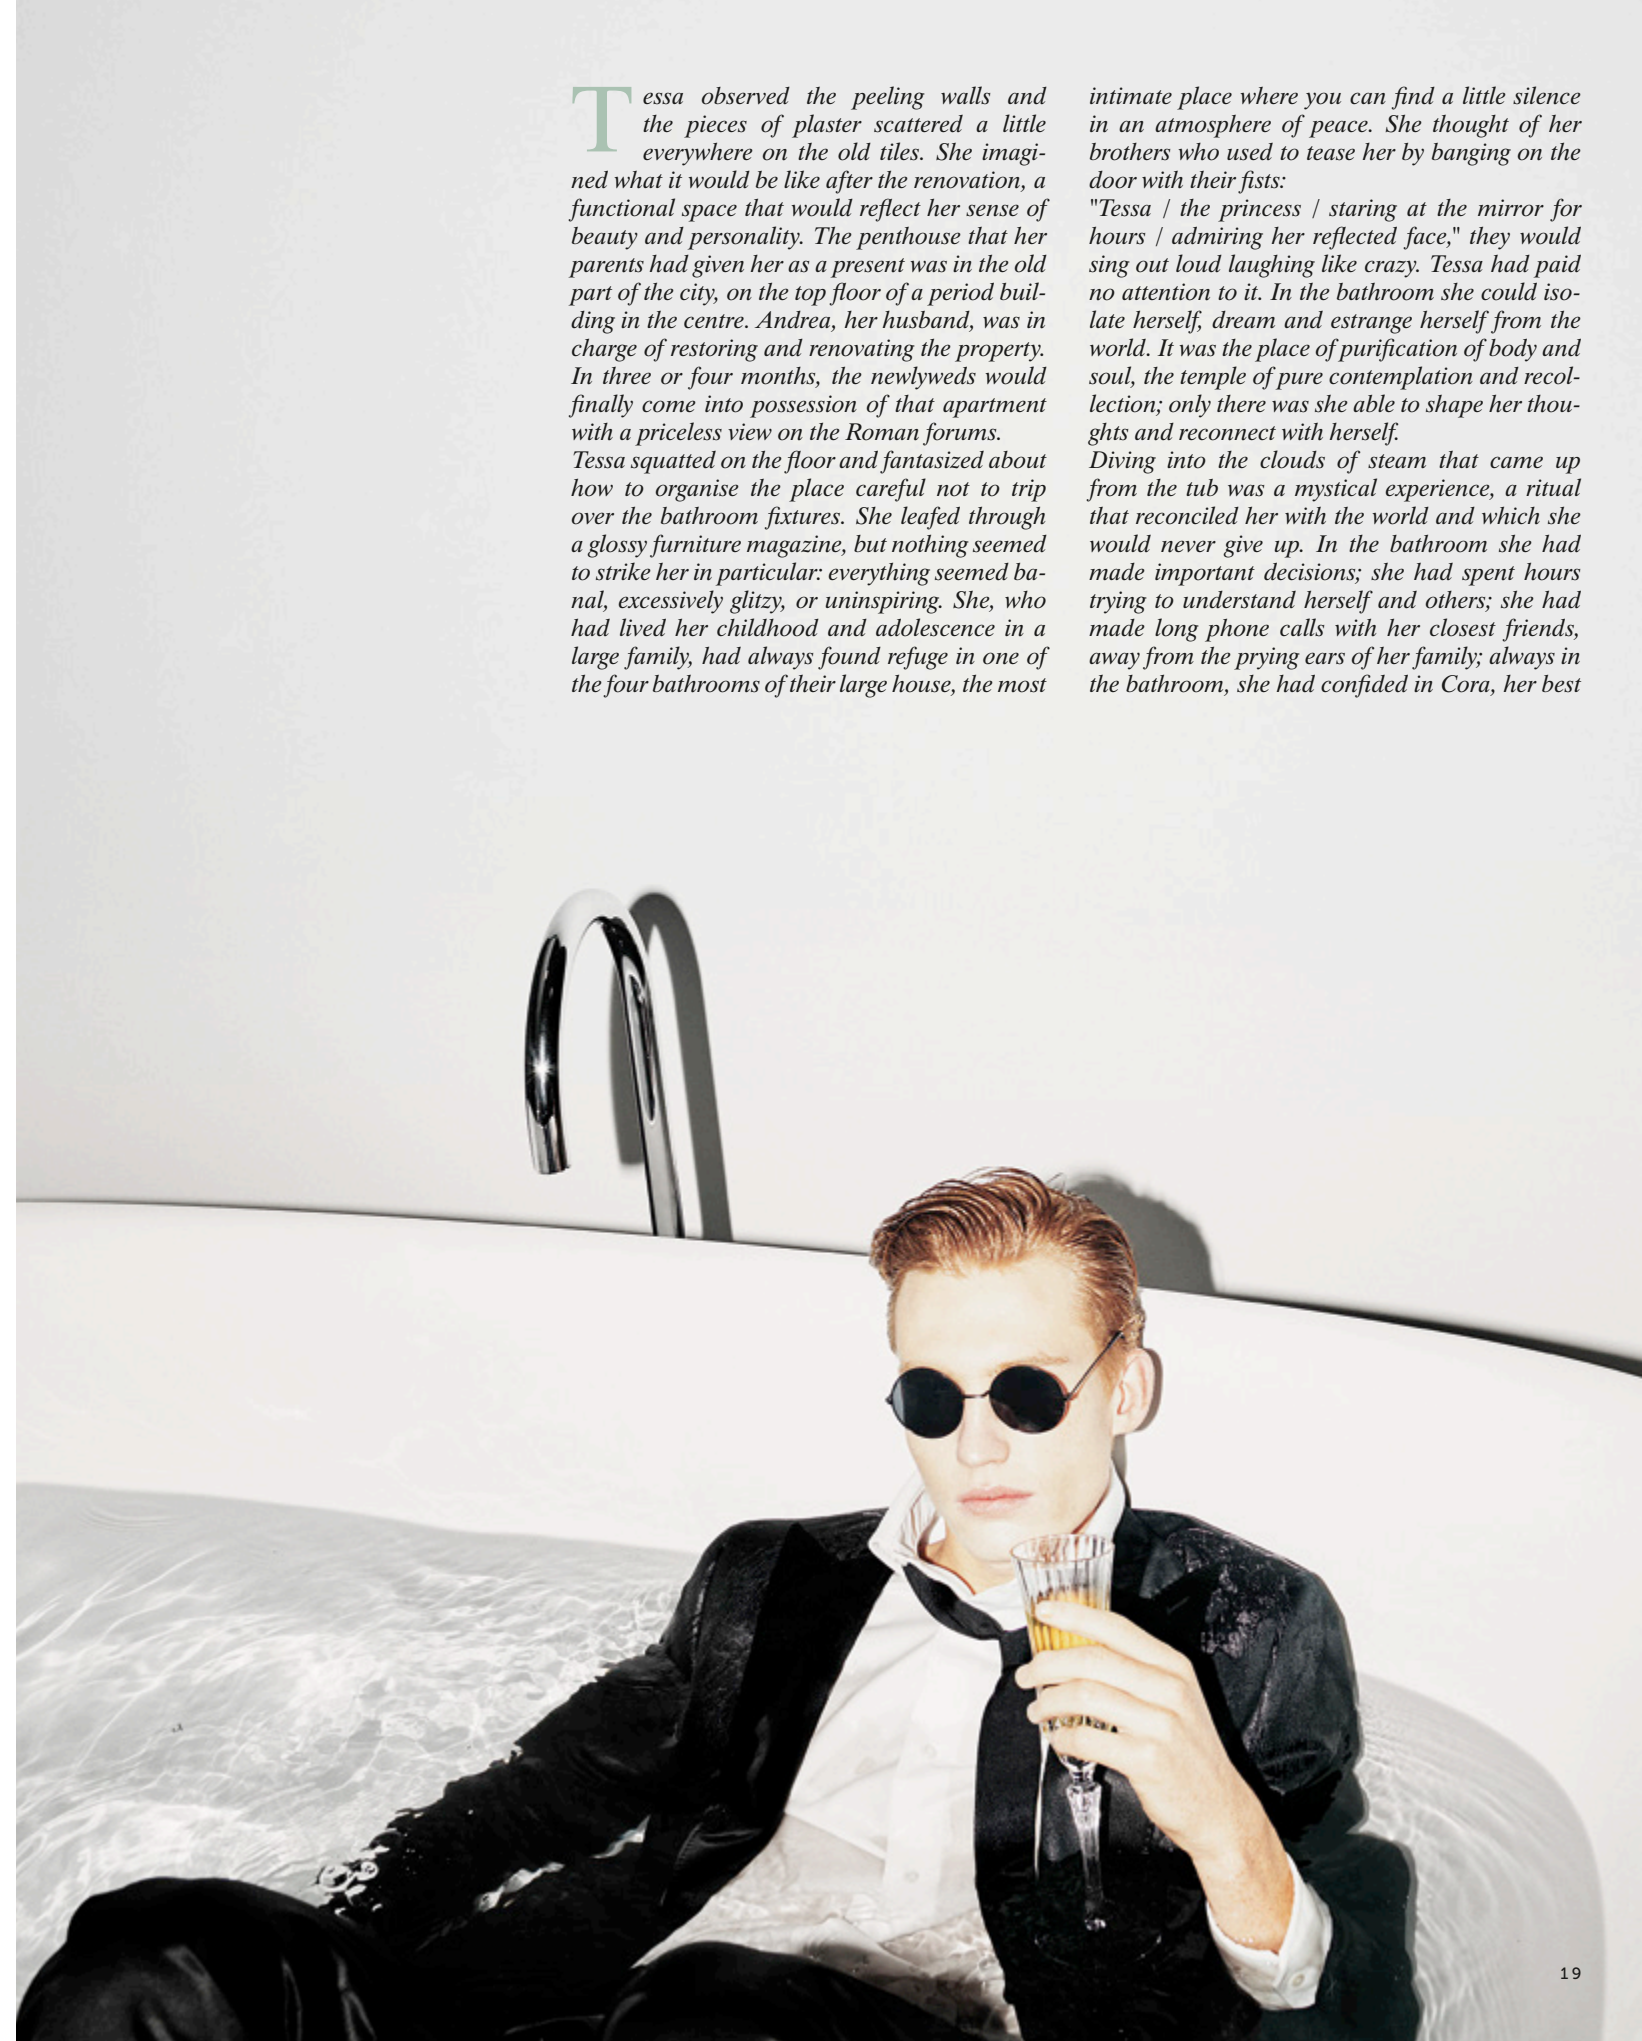 Tessa observed the peeling walls and
the pieces of plaster scattered a little
everywhere on the old tiles. She imagi-
ned what it would be like after the renovation, a
functional space that would reflect her sense of
beauty and personality. The penthouse that her
parents had given her as a present was in the old
part of the city, on the top floor of a period buil-
ding in the centre. Andrea, her husband, was in
charge of restoring and renovating the property.
In three or four months, the newlyweds would
finally come into possession of that apartment
with a priceless view on the Roman forums.
Tessa squatted on the floor and fantasized about
how to organise the place careful not to trip
over the bathroom fixtures. She leafed through
a glossy furniture magazine, but nothing seemed
to strike her in particular: everything seemed ba-
nal, excessively glitzy, or uninspiring. She, who
had lived her childhood and adolescence in a
large family, had always found refuge in one of
the four bathrooms of their large house, the most
intimate place where you can find a little silence
in an atmosphere of peace. She thought of her
brothers who used to tease her by banging on the
door with their fists:
"Tessa / the princess / staring at the mirror for
hours / admiring her reflected face," they would
sing out loud laughing like crazy. Tessa had paid
no attention to it. In the bathroom she could iso-
late herself, dream and estrange herself from the
world. It was the place of purification of body and
soul, the temple of pure contemplation and recol-
lection; only there was she able to shape her thou-
ghts and reconnect with herself.
Diving into the clouds of steam that came up
from the tub was a mystical experience, a ritual
that reconciled her with the world and which she
would never give up. In the bathroom she had
made important decisions; she had spent hours
trying to understand herself and others; she had
made long phone calls with her closest friends,
away from the prying ears of her family; always in
the bathroom, she had confided in Cora, her best
19